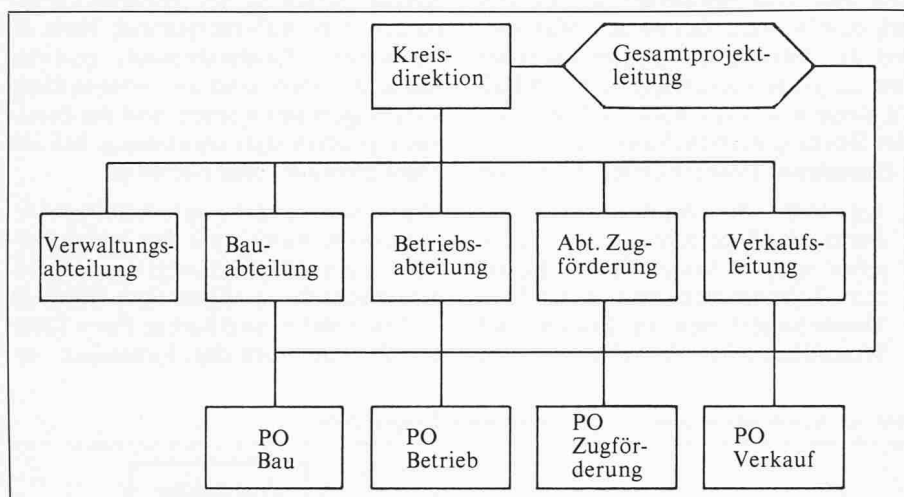 Kreis-
direktion
Gesamtprojekt-
leitung
Verwaltungs-
abteilung
Bau-
abteilung
Betriebs-
abteilung
Abt. Zug-
förderung
Verkaufs-
leitung
PO
Bau
PO
Betrieb
PO
Zugför-
derung
PO
Verkauf